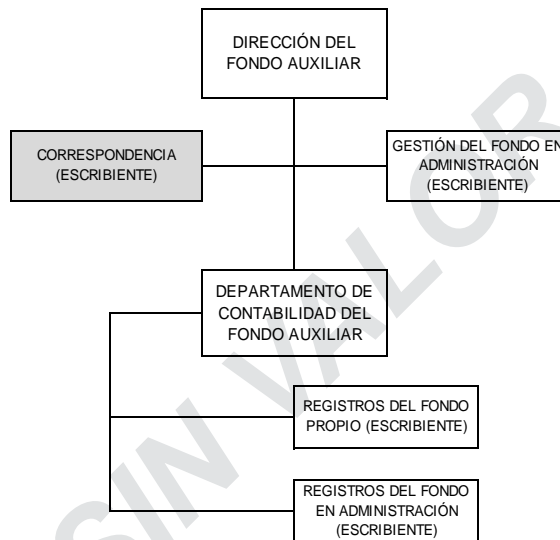 DIRECCIÓN DEL
FONDO AUXILIAR
CORRESPONDENCIA
(ESCRIBIENTE)
GESTIÓN DEL FONDO EN
ADMINISTRACIÓN
(ESCRIBIENTE)
DEPARTAMENTO DE
CONTABILIDAD DEL
FONDO AUXILIAR
REGISTROS DEL FONDO
PROPIO (ESCRIBIENTE)
REGISTROS DEL FONDO
EN ADMINISTRACIÓN
(ESCRIBIENTE)
SIN VALOR